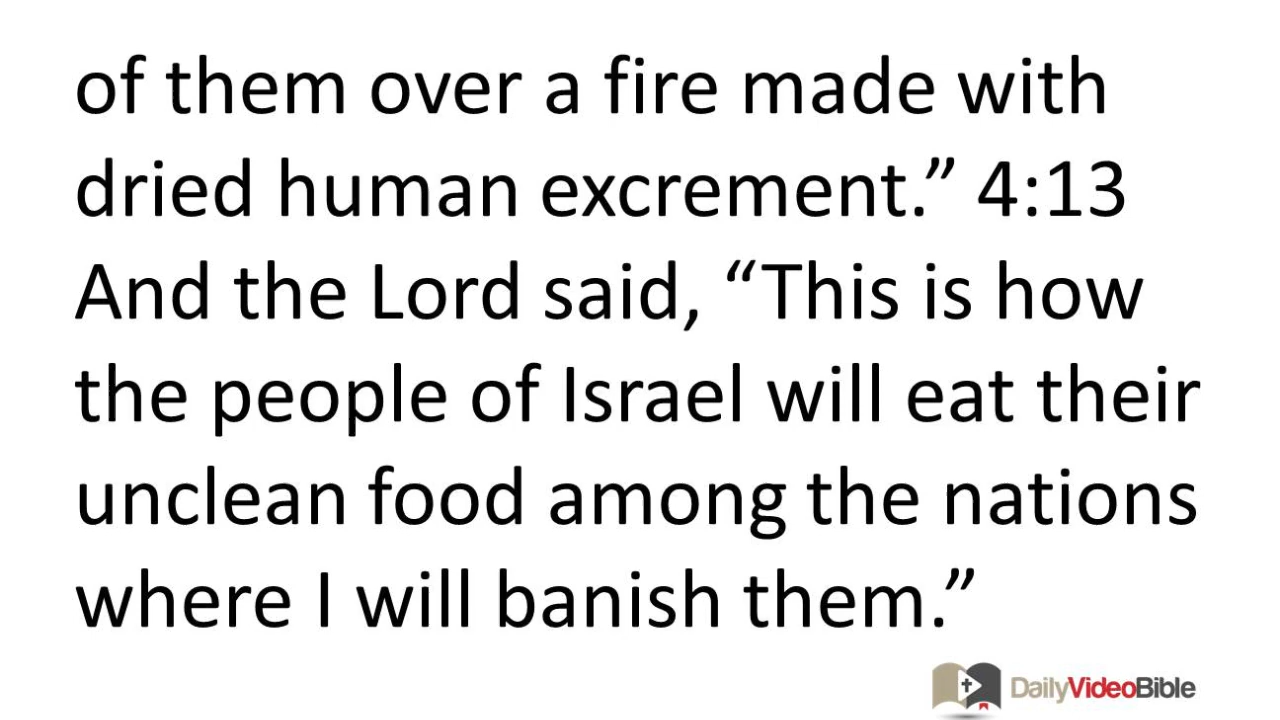 of them over a fire made with
dried human excrement.” 4:13
And the Lord said, “This is how
the people of Israel will eat their
unclean food among the nations
where I will banish them.”
DailyVideoBible